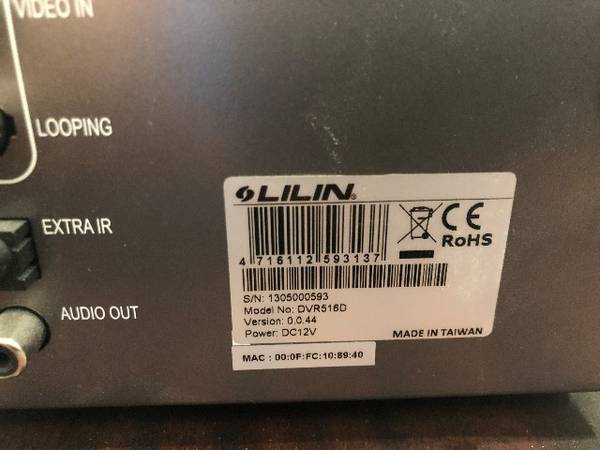 VIDEO IN
LOOPING
EXTRA IR
AUDIO OUT
LILIN®
CE
RoHS
4 716112 593137
S/N: 1305000593
Model No: DVR516D
Version: 0.0.44
Power: DC12V
MADE IN TAIWAN
MAC : 00:0F:FC:10:89:40